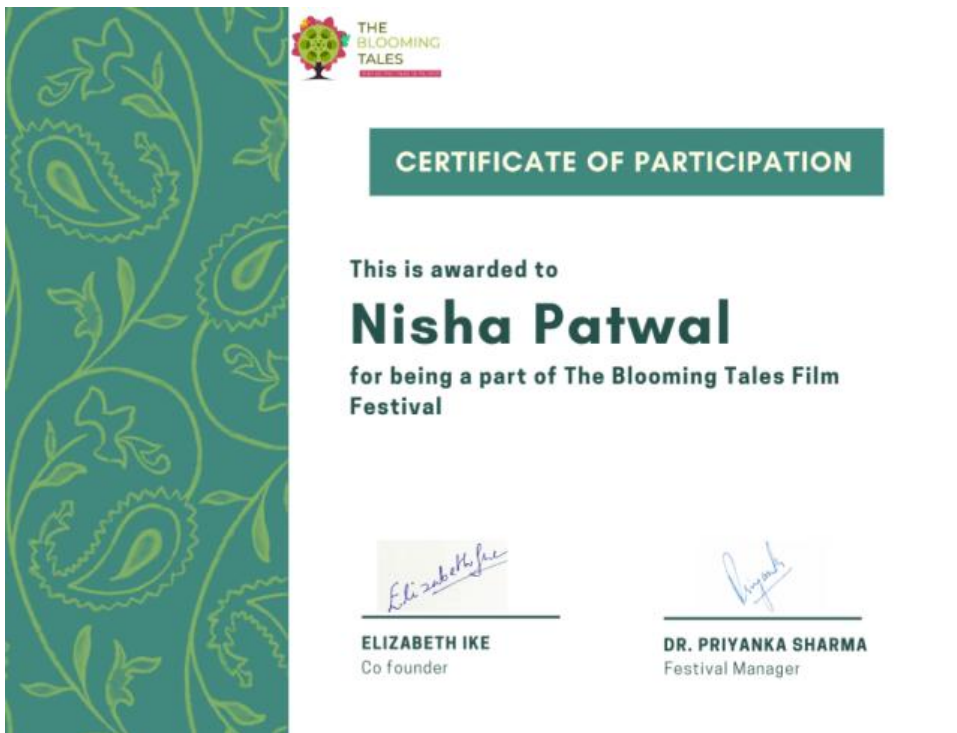 THE
BLOOMING
TALES
CERTIFICATE OF PARTICIPATION
This is awarded to
Nisha Patwal
for being a part of The Blooming Tales Film
Festival
Elizabeth Ike
Priyanka
ELIZABETH IKE
DR. PRIYANKA SHARMA
Co founder
Festival Manager